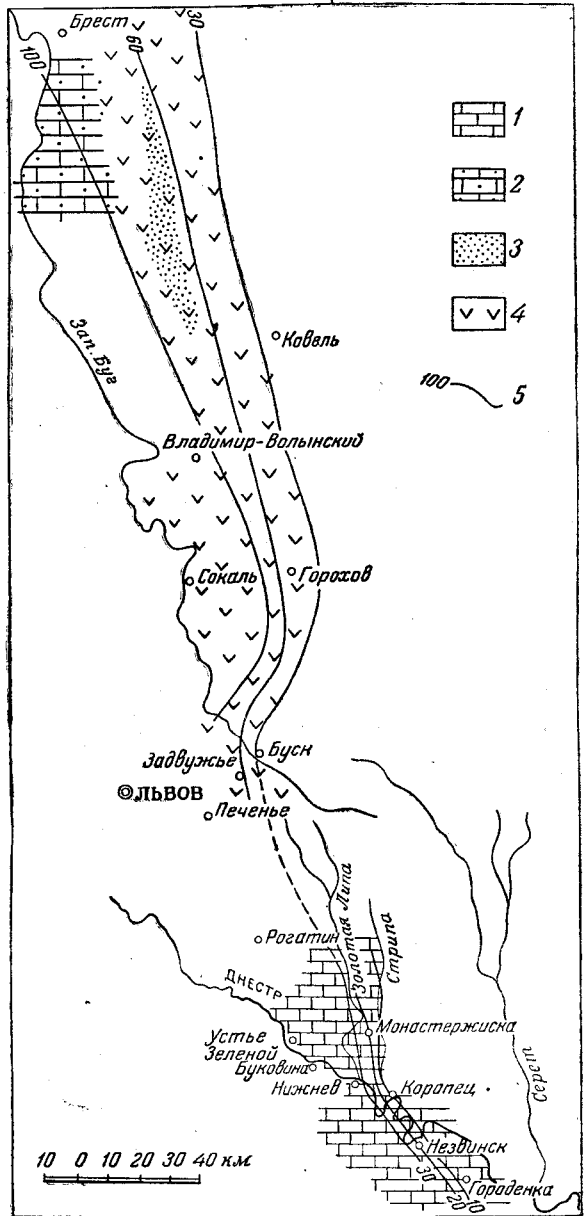 Брест
100
60
30
1
2
3
4
100
5
Зап. Буг
Ковель
Владимир-Волынский
Сокаль
Горохов
Буск
Задвужье
ЛЬВОВ
Печенье
Рогатин
Золотая Липа
Стрипа
ДНЕСТР
Монастержиска
Устье
Зеленой
Буковина
Нижнев
Коропец
Серет
Незвинск
Городенка
30
20
10
10 0 10 20 30 40 км